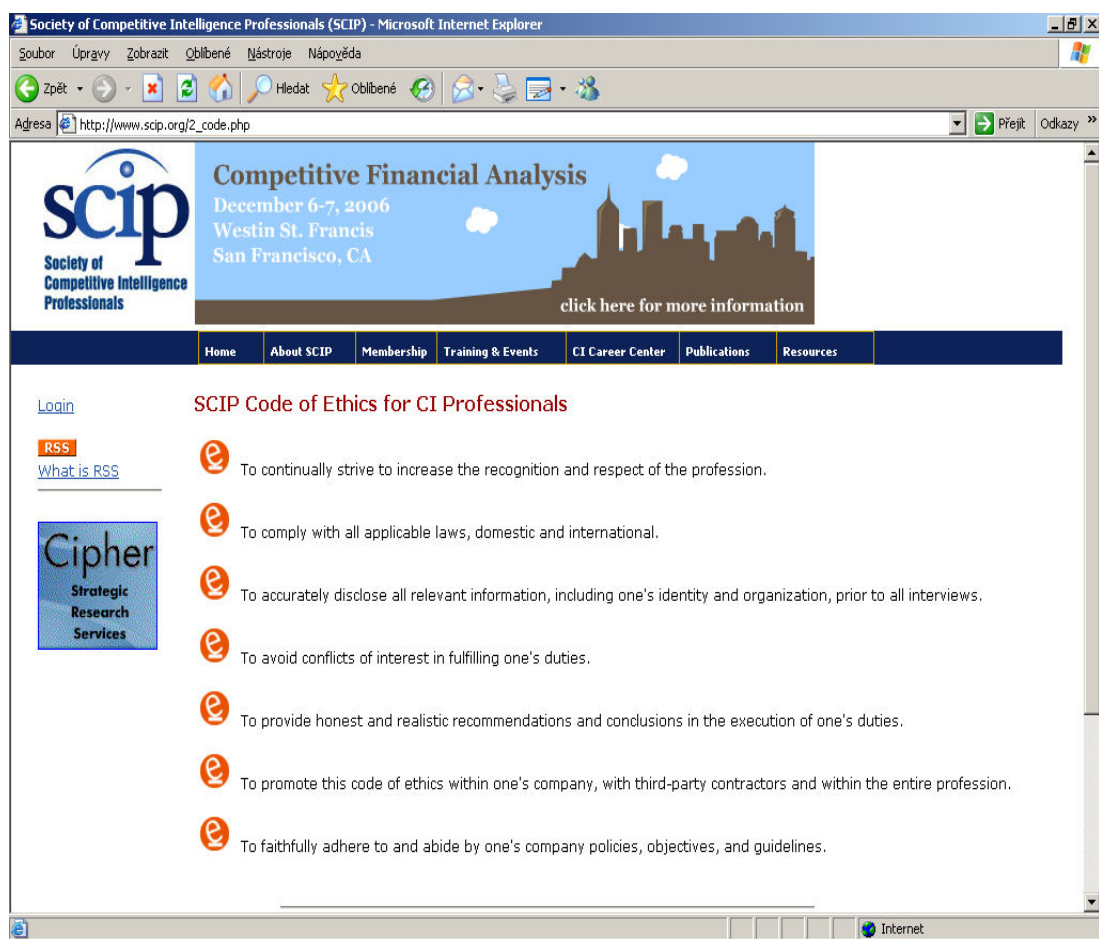 Society of Competitive Intelligence Professionals (SCIP) - Microsoft Internet Explorer
Soubor Úpravy Zobrazit Oblíbené Nástroje Nápověda
Zpět Hledat Oblíbené
Adresa http://www.scip.org/2_code.php Přejít Odkazy »
scip
Society of
Competitive Intelligence
Professionals
Competitive Financial Analysis
December 6-7, 2006
Westin St. Francis
San Francisco, CA
click here for more information
Home About SCIP Membership Training & Events CI Career Center Publications Resources
Login
RSS
What is RSS
Cipher
Strategic
Research
Services
SCIP Code of Ethics for CI Professionals
To continually strive to increase the recognition and respect of the profession.
To comply with all applicable laws, domestic and international.
To accurately disclose all relevant information, including one's identity and organization, prior to all interviews.
To avoid conflicts of interest in fulfilling one's duties.
To provide honest and realistic recommendations and conclusions in the execution of one's duties.
To promote this code of ethics within one's company, with third-party contractors and within the entire profession.
To faithfully adhere to and abide by one's company policies, objectives, and guidelines.
Internet